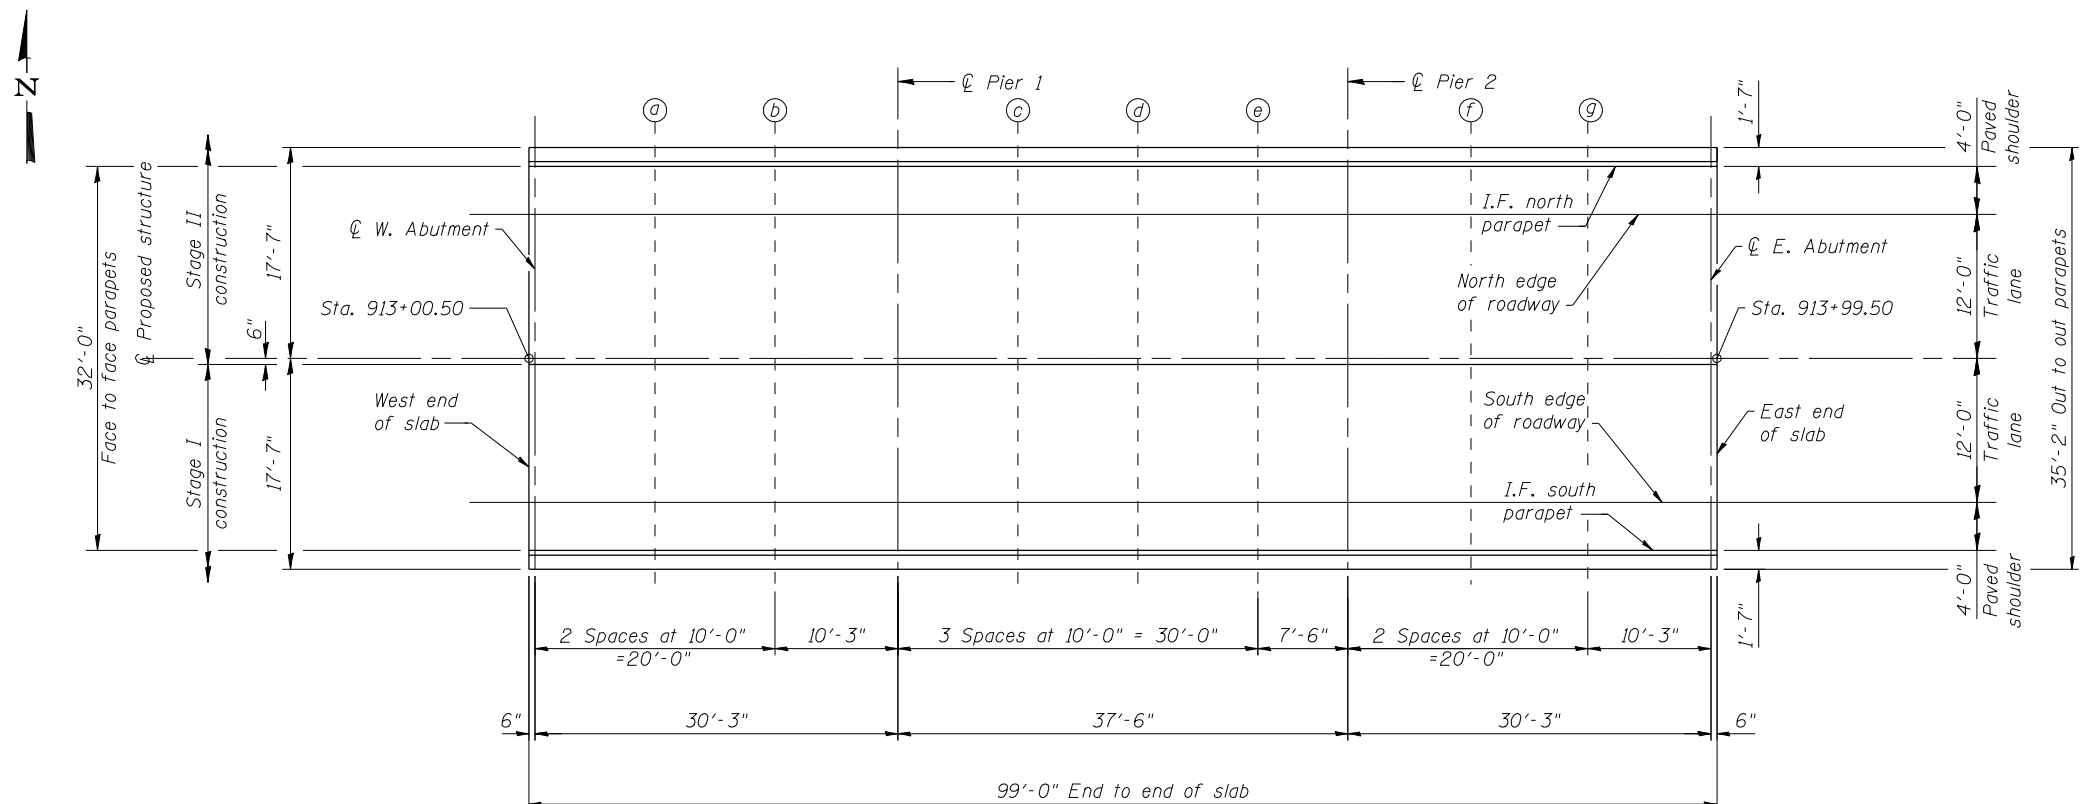 N
℄ Pier 1
℄ Pier 2
a
b
c
d
e
f
g
1'-7"
4'-0"
Paved
shoulder
32'-0"
Face to face parapets
℄ Proposed structure
Stage II
construction
17'-7"
6"
Stage I
construction
17'-7"
℄ W. Abutment
Sta. 913+00.50
West end
of slab
I.F. north
parapet
North edge
of roadway
South edge
of roadway
I.F. south
parapet
℄ E. Abutment
Sta. 913+99.50
East end
of slab
12'-0"
Traffic
lane
12'-0"
Traffic
lane
35'-2" Out to out parapets
4'-0"
Paved
shoulder
1'-7"
2 Spaces at 10'-0"
=20'-0"
10'-3"
3 Spaces at 10'-0" = 30'-0"
7'-6"
2 Spaces at 10'-0"
=20'-0"
10'-3"
6"
30'-3"
37'-6"
30'-3"
6"
99'-0" End to end of slab